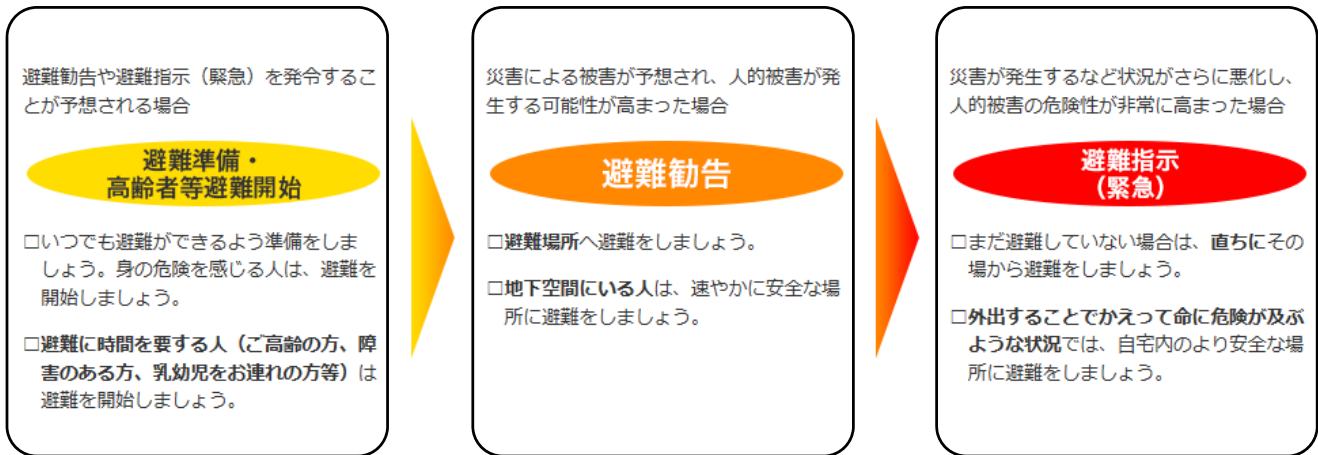 避難勧告や避難指示（緊急）を発令するこ
とが予想される場合
避難準備・
高齢者等避難開始
□いつでも避難ができるよう準備をしま
しょう。身の危険を感じる人は、避難を
開始しましょう。
□避難に時間を要する人（ご高齢の方、障
害のある方、乳幼児をお連れの方等）は
避難を開始しましょう。
災害による被害が予想され、人的被害が発
生する可能性が高まった場合
避難勧告
□避難場所へ避難をしましょう。
□地下空間にいる人は、速やかに安全な場
所に避難をしましょう。
災害が発生するなど状況がさらに悪化し、
人的被害の危険性が非常に高まった場合
避難指示
（緊急）
□まだ避難していない場合は、直ちにその
場から避難をしましょう。
□外出することでかえって命に危険が及ぶ
ような状況では、自宅内のより安全な場
所に避難をしましょう。